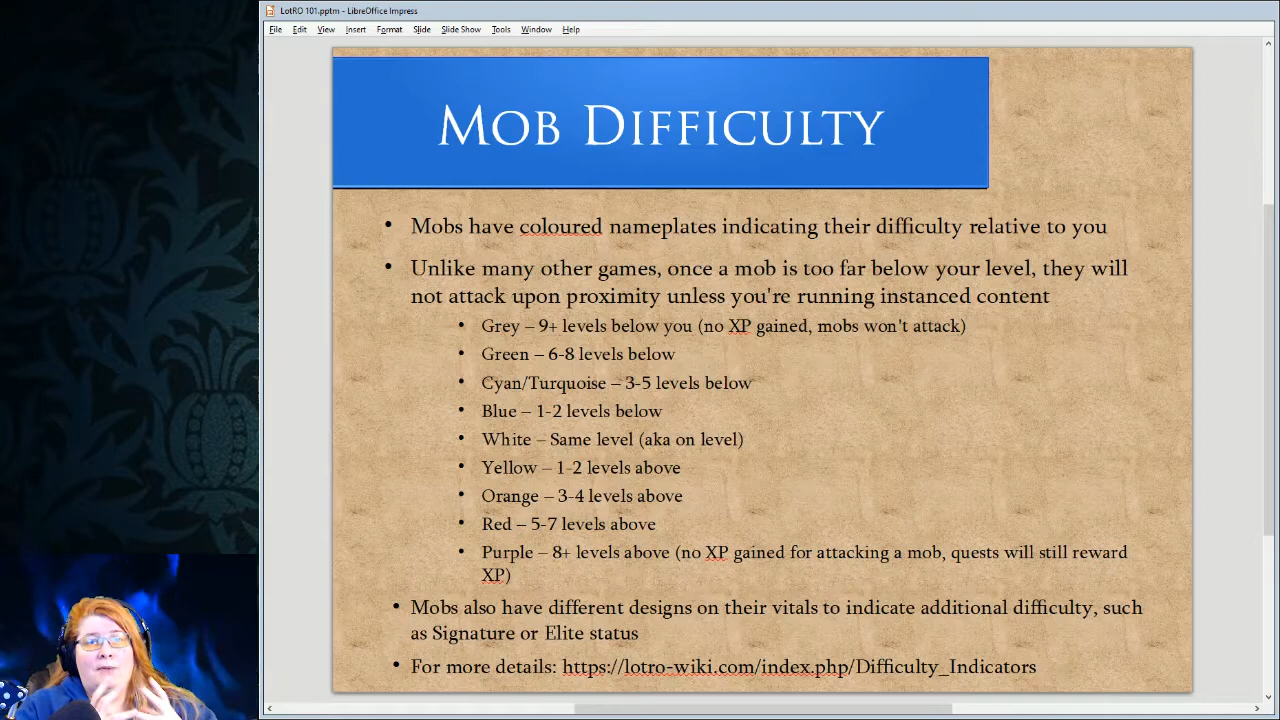 LotRO 101.pptm - LibreOffice Impress
File Edit View Insert Format Slide Slide Show Tools Window Help
Mob Difficulty
• Mobs have coloured nameplates indicating their difficulty relative to you
• Unlike many other games, once a mob is too far below your level, they will
not attack upon proximity unless you're running instanced content
• Grey – 9+ levels below you (no XP gained, mobs won't attack)
• Green – 6-8 levels below
• Cyan/Turquoise – 3-5 levels below
• Blue – 1-2 levels below
• White – Same level (aka on level)
• Yellow – 1-2 levels above
• Orange – 3-4 levels above
• Red – 5-7 levels above
• Purple – 8+ levels above (no XP gained for attacking a mob, quests will still reward
XP)
• Mobs also have different designs on their vitals to indicate additional difficulty, such
as Signature or Elite status
• For more details: https://lotro-wiki.com/index.php/Difficulty_Indicators